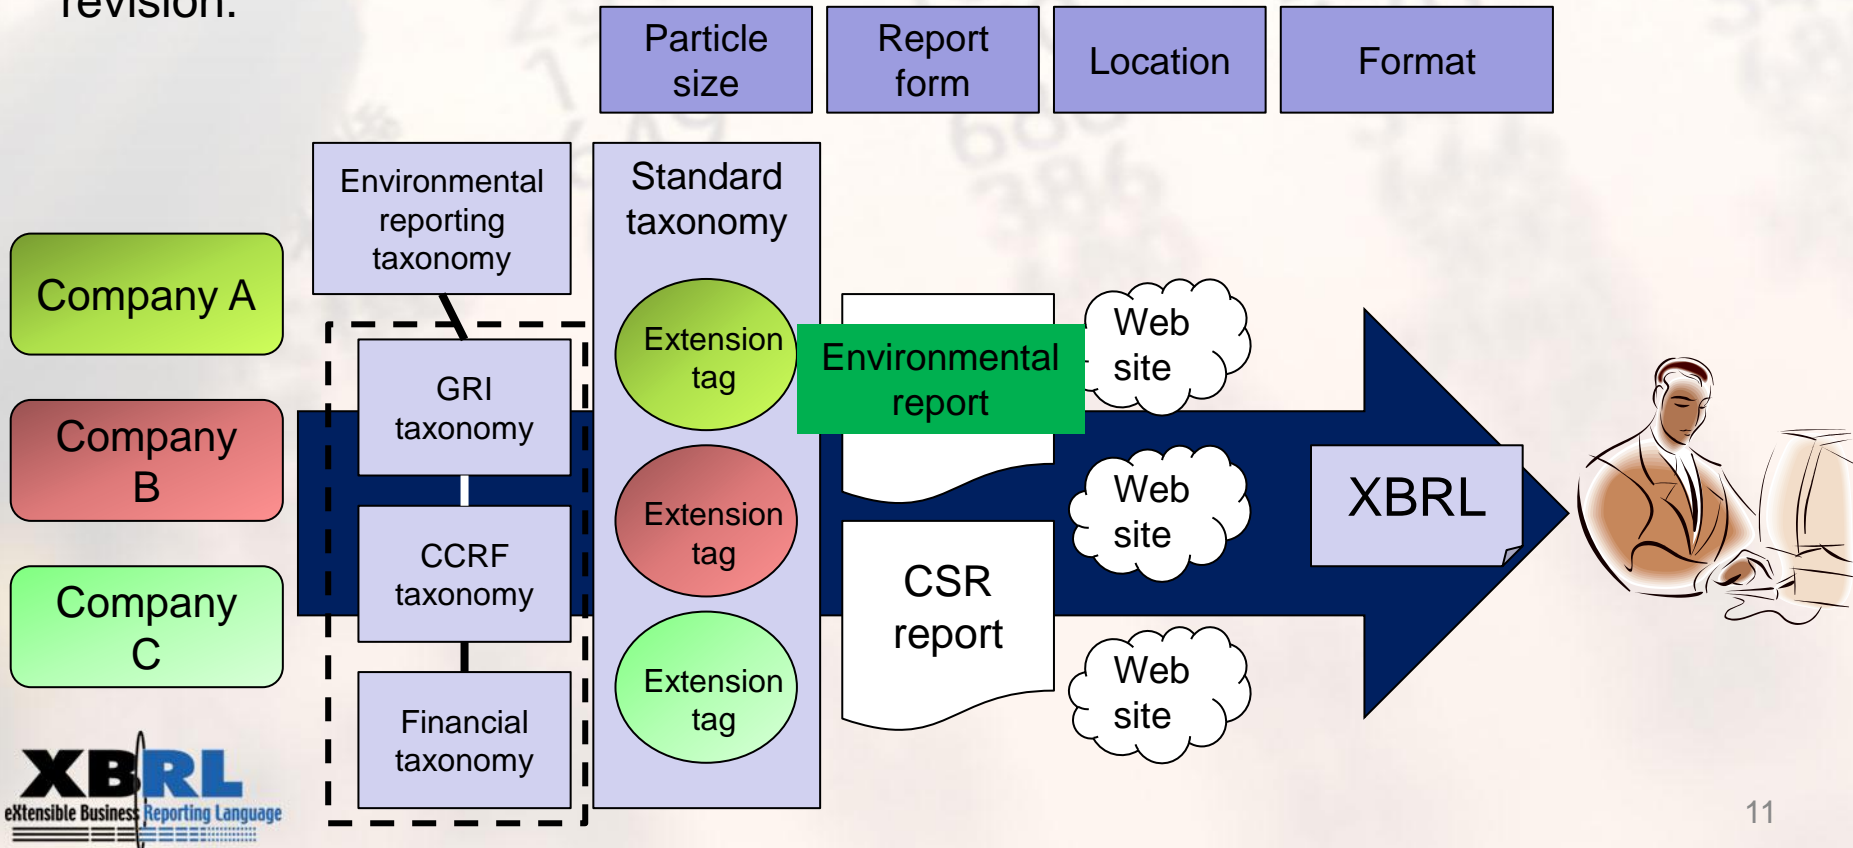 revision.
Particle
size
Report
form
Location
Format
Environmental
reporting
taxonomy
Standard
taxonomy
Company A
Company
B
Company
C
GRI
taxonomy
CCRF
taxonomy
Financial
taxonomy
Extension
tag
Extension
tag
Extension
tag
Environmental
report
CSR
report
Web
site
Web
site
Web
site
XBRL
XBRL
eXtensible Business Reporting Language
11